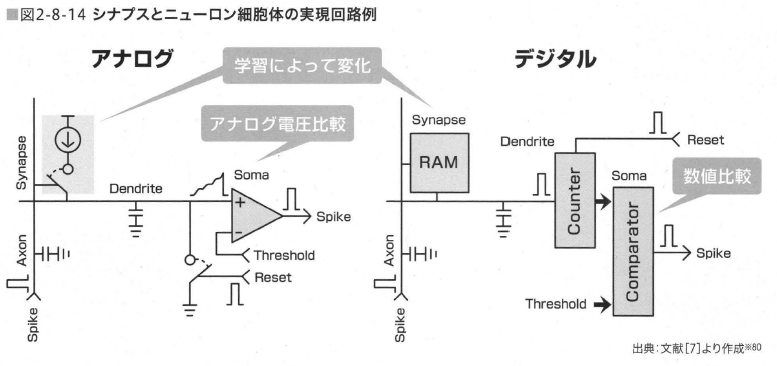 ■図2-8-14 シナプスとニューロン細胞体の実現回路例
アナログ
学習によって変化
デジタル
アナログ電圧比較
Synapse
Dendrite
Soma
+
−
Spike
Threshold
Reset
Axon
Spike
Synapse
RAM
Dendrite
Reset
Counter
Soma
数値比較
Comparator
Spike
Threshold
Axon
Spike
出典:文献[7]より作成※80